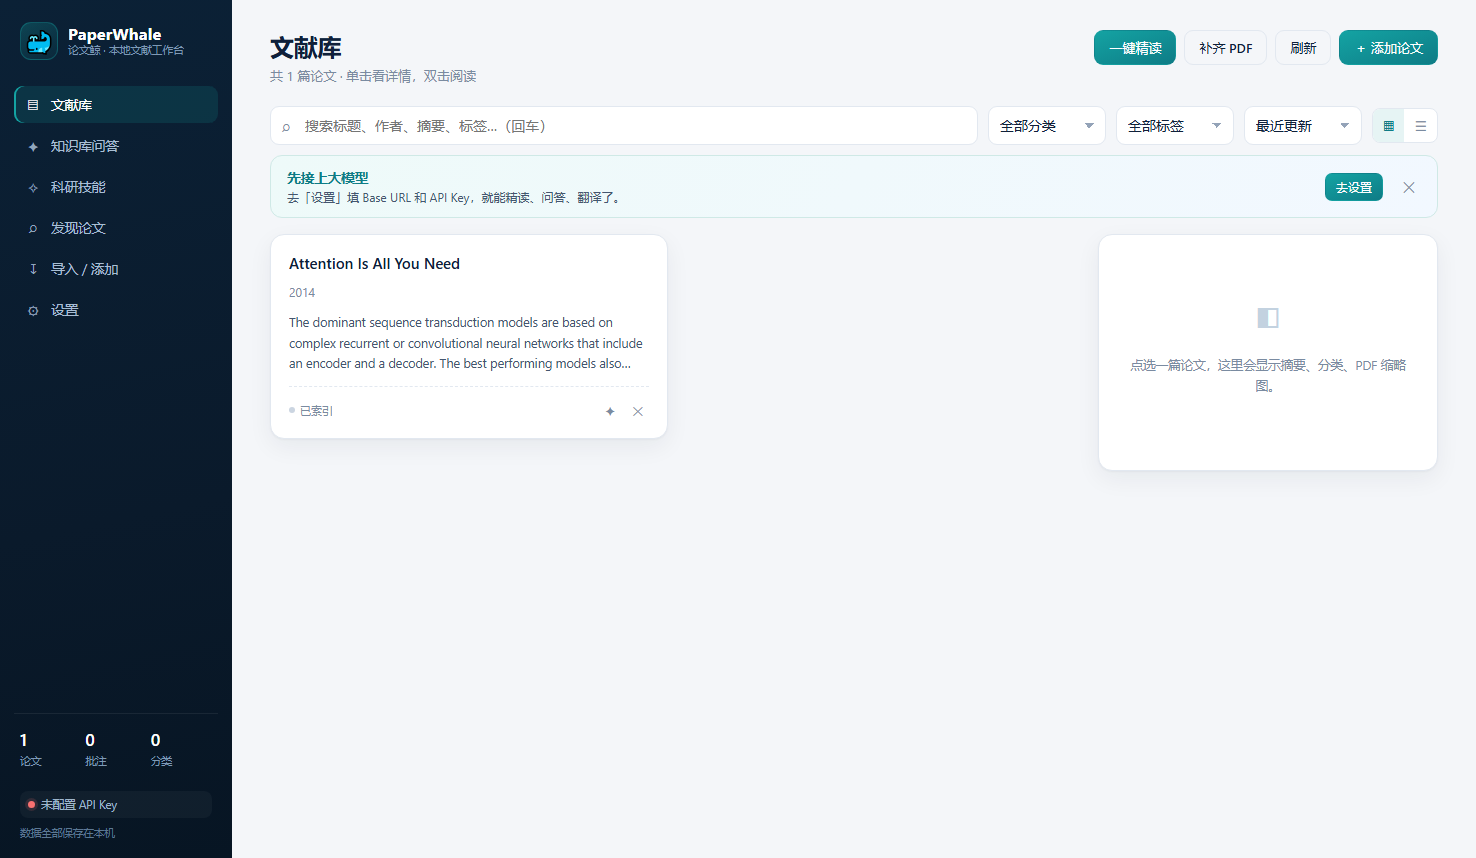 PaperWhale
论文鲸 · 本地文献工作台
文献库
知识库问答
科研技能
发现论文
导入 / 添加
设置
1
论文
0
批注
0
分类
未配置 API Key
数据全部保存在本机
文献库
共 1 篇论文 · 单击看详情，双击阅读
一键精读
补齐 PDF
刷新
+ 添加论文
搜索标题、作者、摘要、标签...（回车）
全部分类
全部标签
最近更新
先接上大模型
去「设置」填 Base URL 和 API Key，就能精读、问答、翻译了。
去设置
Attention Is All You Need
2014
The dominant sequence transduction models are based on
complex recurrent or convolutional neural networks that include
an encoder and a decoder. The best performing models also...
已索引
点选一篇论文，这里会显示摘要、分类、PDF 缩略
图。